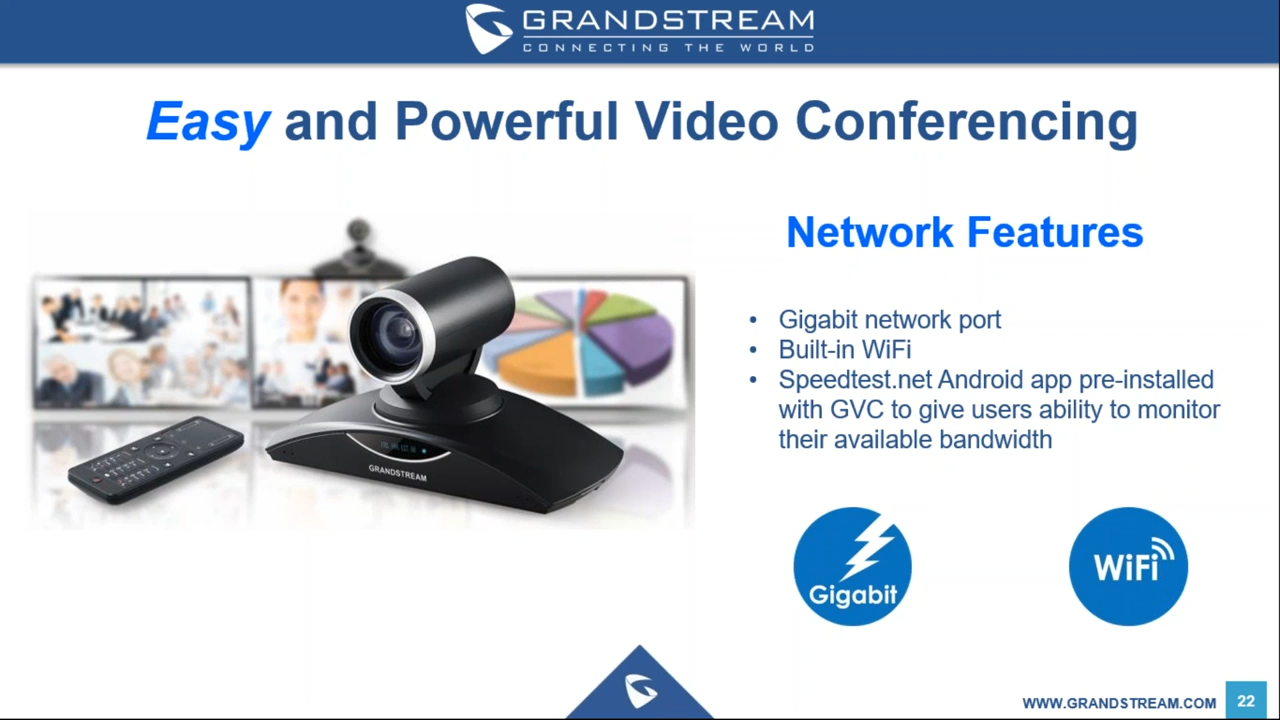 GRANDSTREAM
CONNECTING THE WORLD
Easy and Powerful Video Conferencing
Network Features
• Gigabit network port
• Built-in WiFi
• Speedtest.net Android app pre-installed
with GVC to give users ability to monitor
their available bandwidth
GRANDSTREAM
Gigabit
WiFi
WWW.GRANDSTREAM.COM 22